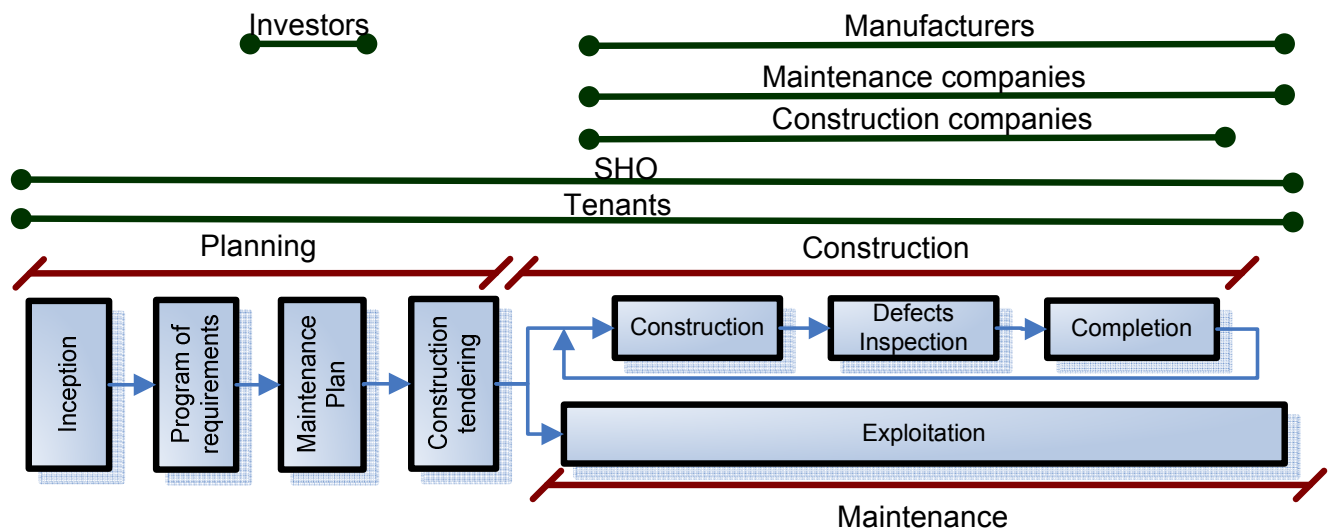 Investors
Manufacturers
Maintenance companies
Construction companies
SHO
Tenants
Planning
Construction
Inception
Program of
requirements
Maintenance
Plan
Construction
tendering
Construction
Defects
Inspection
Completion
Exploitation
Maintenance